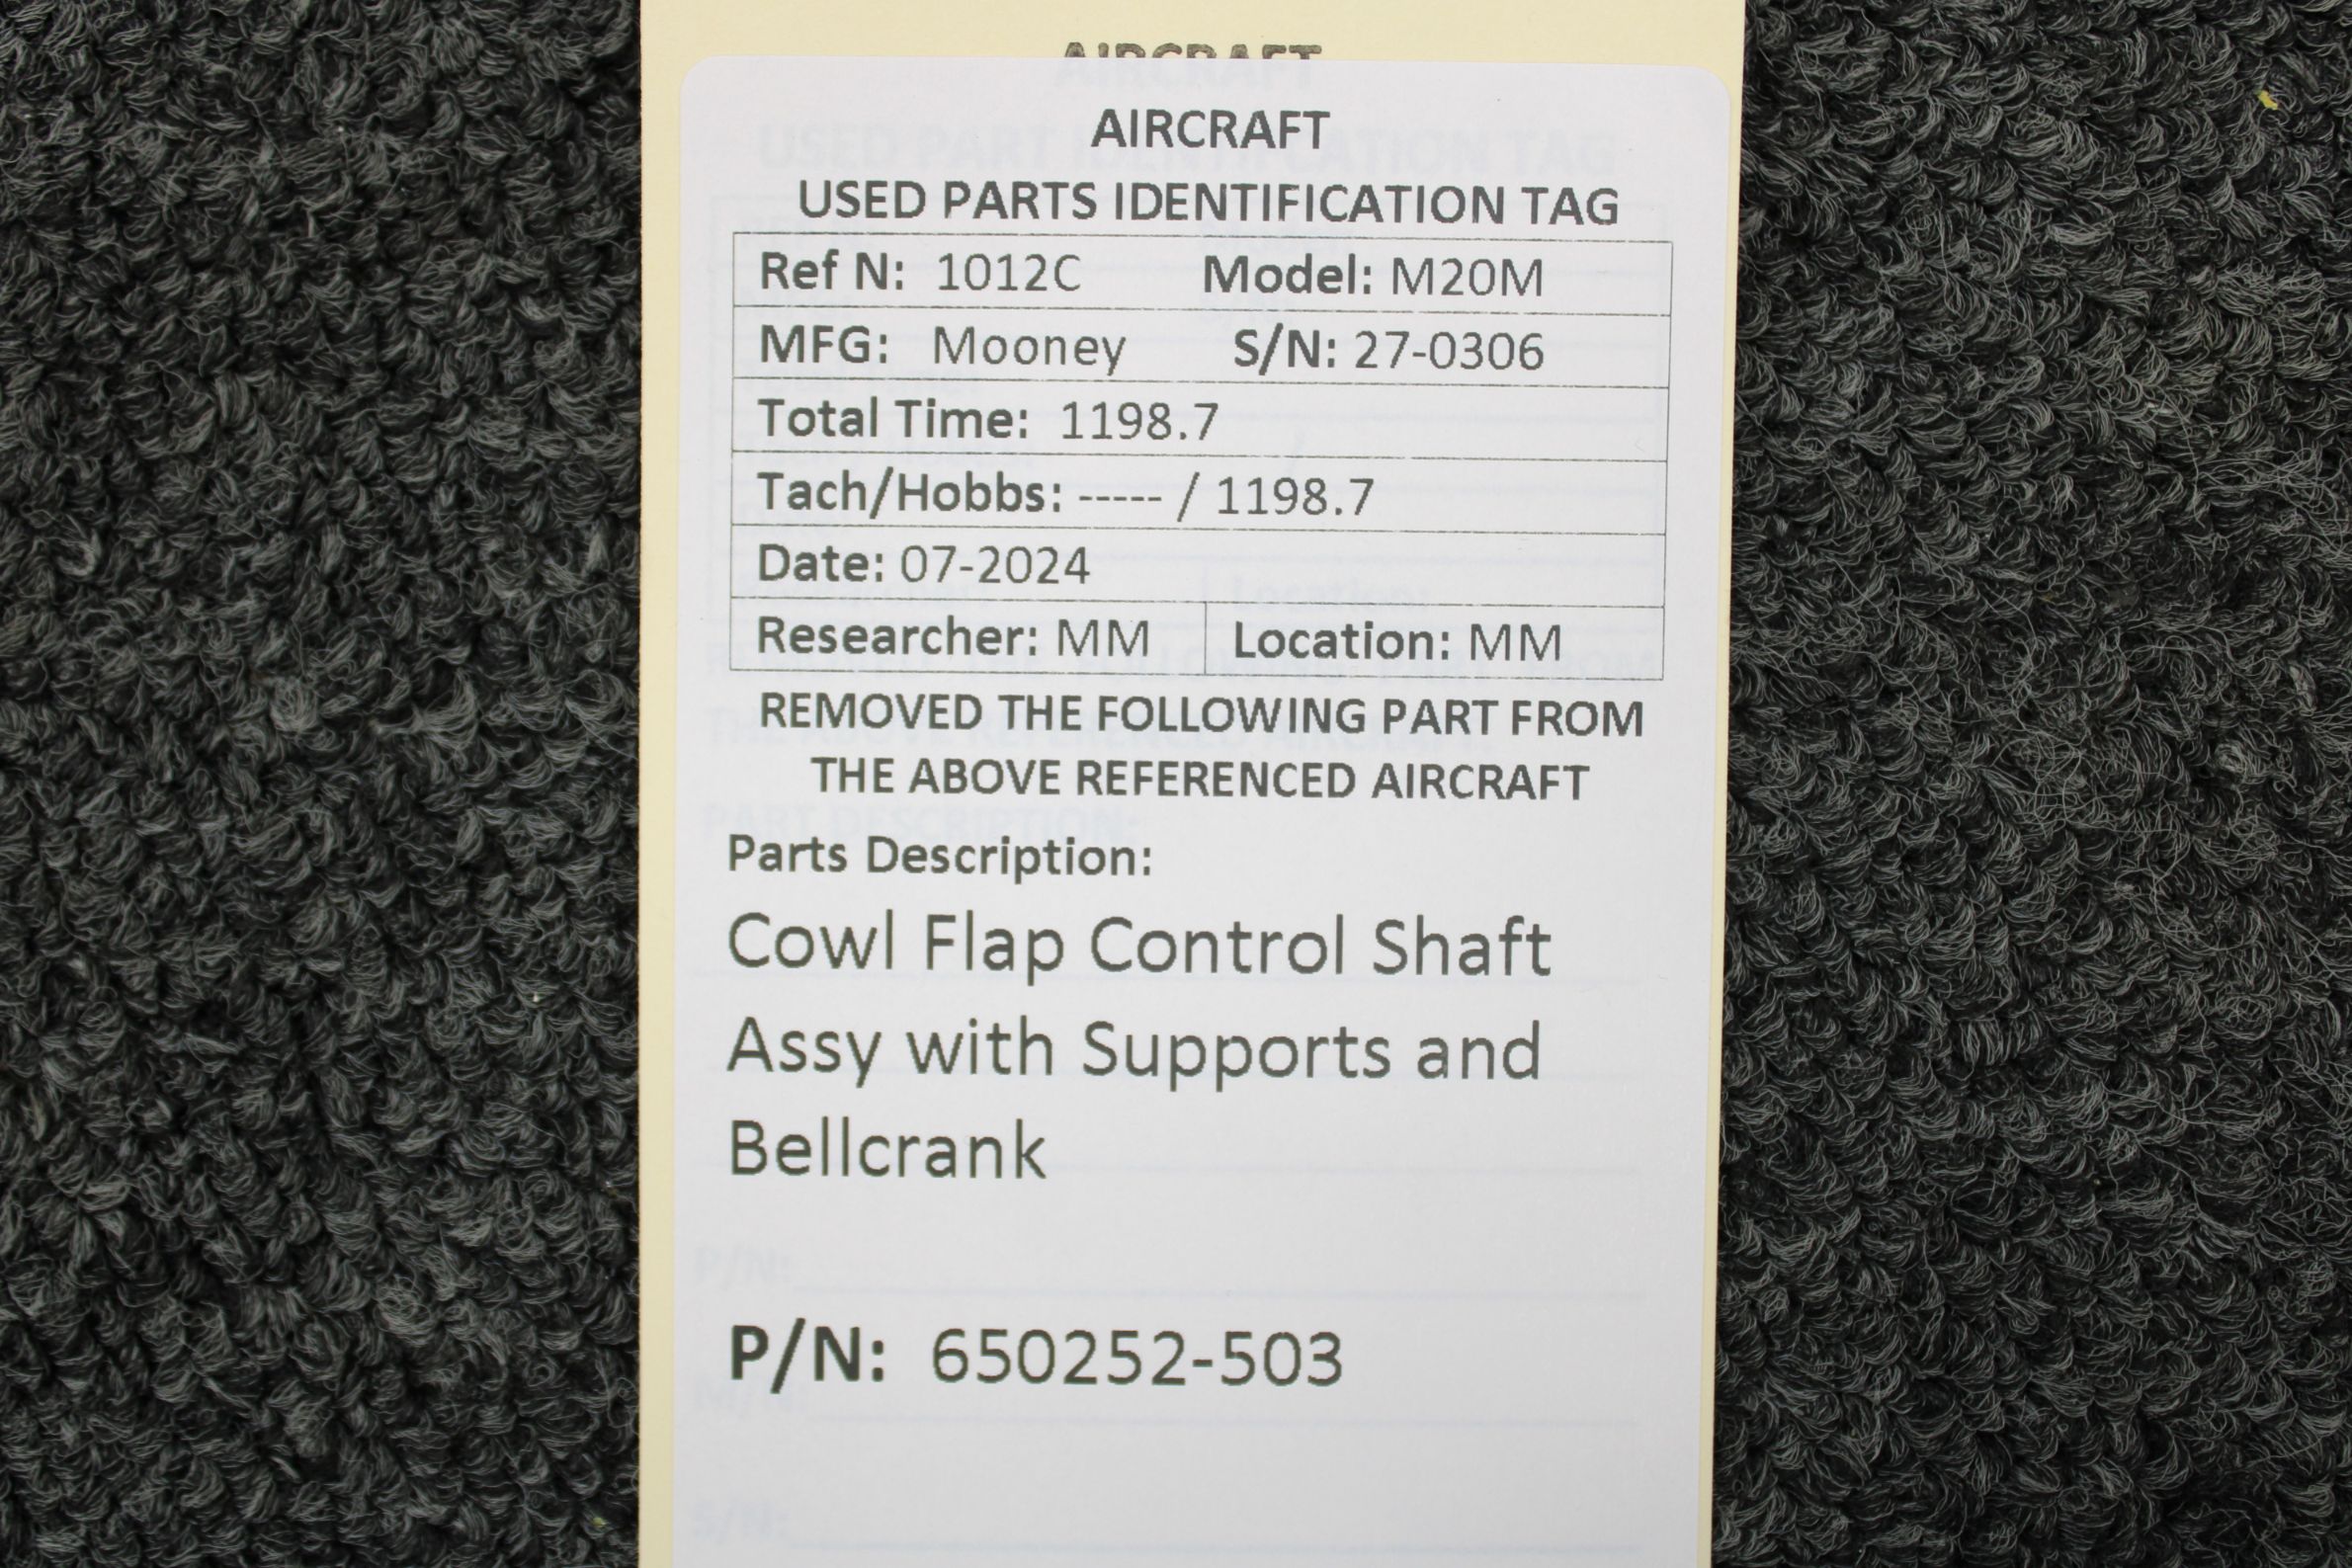 AIRCRAFT
AIRCRAFT
USED PARTS IDENTIFICATION TAG
Ref N: 1012C Model: M20M
MFG: Mooney S/N: 27-0306
Total Time: 1198.7
Tach/Hobbs: ----- / 1198.7
Date: 07-2024
Researcher: MM Location: MM
REMOVED THE FOLLOWING PART FROM
THE ABOVE REFERENCED AIRCRAFT
Parts Description:
Cowl Flap Control Shaft
Assy with Supports and
Bellcrank
P/N:
P/N: 650252-503
M/N:
S/N: